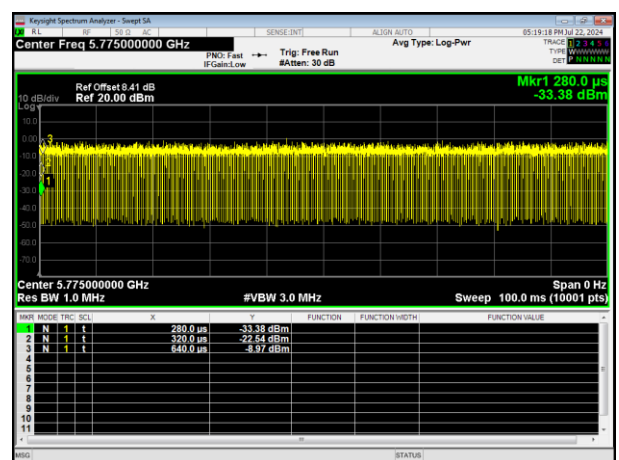 Keysight Spectrum Analyzer - Swept SA
RL RF 50 Ω AC SENSE:INT ALIGN AUTO 05:19:18 PM Jul 22, 2024
Center Freq 5.775000000 GHz PNO: Fast Trig: Free Run Avg Type: Log-Pwr TRACE 1 2 3 4 5 6
IFGain:Low #Atten: 30 dB TYPE WWWWWW
DET P N N N N N
Ref Offset 8.41 dB Mkr1 280.0 µs
10 dB/div Ref 20.00 dBm -33.38 dBm
Log
10.0
0.00
-10.0
-20.0
-30.0
-40.0
-50.0
-60.0
-70.0
3
2
1
Center 5.775000000 GHz Span 0 Hz
Res BW 1.0 MHz #VBW 3.0 MHz Sweep 100.0 ms (10001 pts)
MKR MODE TRC SCL X Y FUNCTION FUNCTION WIDTH FUNCTION VALUE
1 N 1 t 280.0 µs -33.38 dBm
2 N 1 t 320.0 µs -22.54 dBm
3 N 1 t 640.0 µs -8.97 dBm
4
5
6
7
8
9
10
11
MSG STATUS